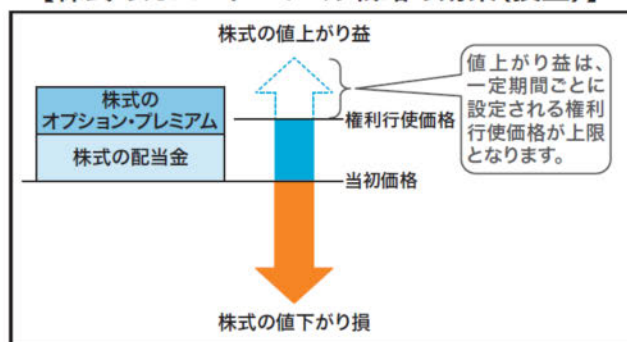 株式の値上がり益
値上がり益は、
一定期間ごとに
設定される権利
行使価格が上限
となります。
株式の
オプション・プレミアム
権利行使価格
株式の配当金
当初価格
株式の値下がり損